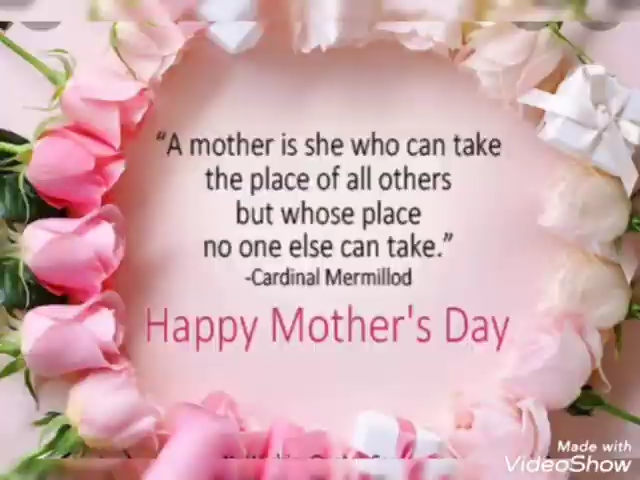 “A mother is she who can take
the place of all others
but whose place
no one else can take.”
-Cardinal Mermillod
Happy Mother's Day
Made with
VideoShow